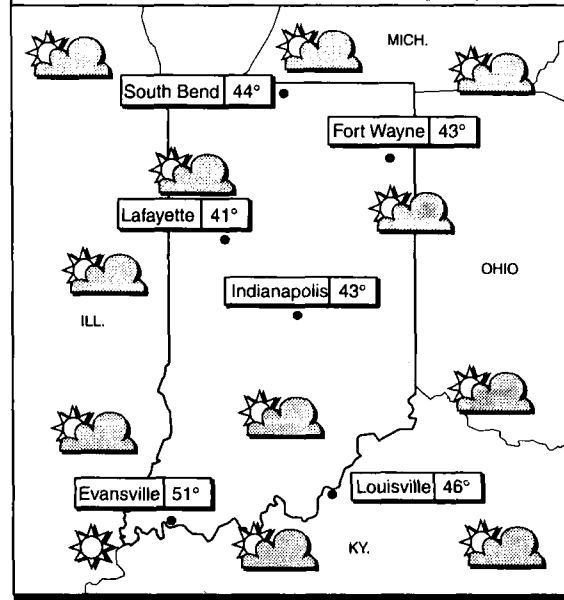 MICH.
South Bend 44°
Fort Wayne 43°
Lafayette 41°
OHIO
Indianapolis 43°
ILL.
Evansville 51°
Louisville 46°
KY.